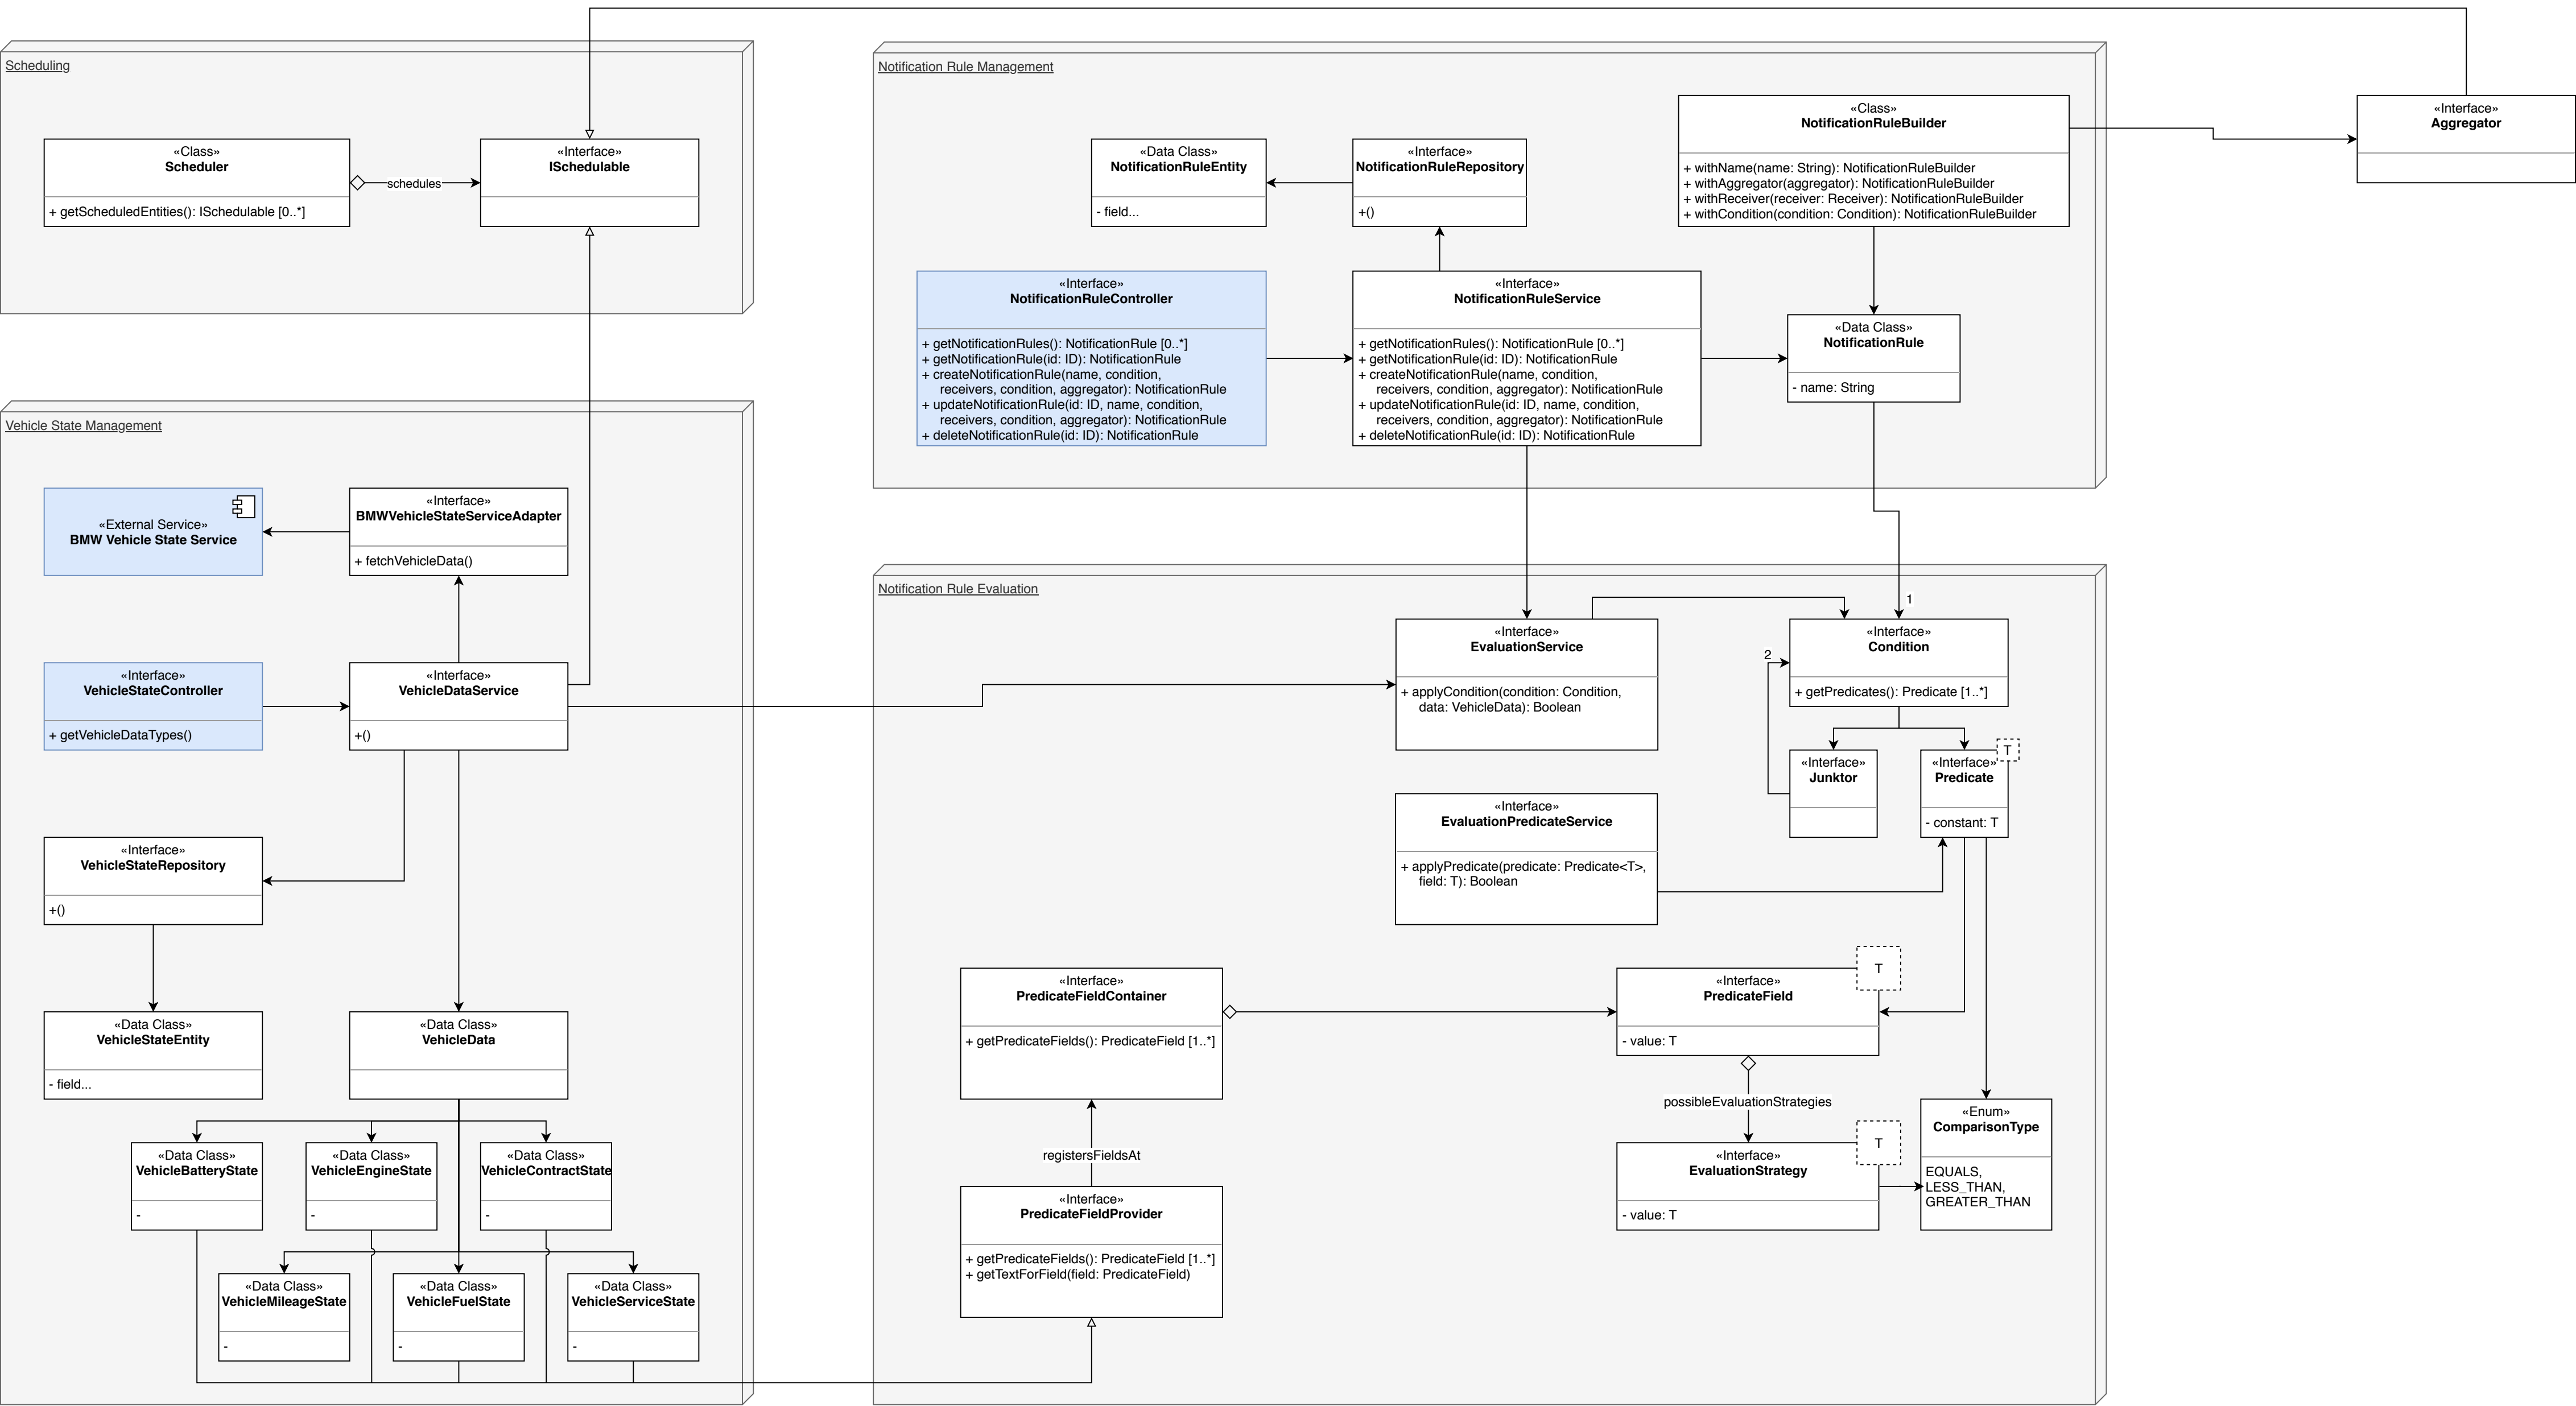 Scheduling
«Class»
Scheduler
+ getScheduledEntities(): ISchedulable [0..*]
schedules
«Interface»
ISchedulable
Notification Rule Management
«Data Class»
NotificationRuleEntity
- field...
«Interface»
NotificationRuleRepository
+()
«Class»
NotificationRuleBuilder
+ withName(name: String): NotificationRuleBuilder
+ withAggregator(aggregator): NotificationRuleBuilder
+ withReceiver(receiver: Receiver): NotificationRuleBuilder
+ withCondition(condition: Condition): NotificationRuleBuilder
«Interface»
Aggregator
«Interface»
NotificationRuleController
+ getNotificationRules(): NotificationRule [0..*]
+ getNotificationRule(id: ID): NotificationRule
+ createNotificationRule(name, condition,
receivers, condition, aggregator): NotificationRule
+ updateNotificationRule(id: ID, name, condition,
receivers, condition, aggregator): NotificationRule
+ deleteNotificationRule(id: ID): NotificationRule
«Interface»
NotificationRuleService
+ getNotificationRules(): NotificationRule [0..*]
+ getNotificationRule(id: ID): NotificationRule
+ createNotificationRule(name, condition,
receivers, condition, aggregator): NotificationRule
+ updateNotificationRule(id: ID, name, condition,
receivers, condition, aggregator): NotificationRule
+ deleteNotificationRule(id: ID): NotificationRule
«Data Class»
NotificationRule
- name: String
Vehicle State Management
«External Service»
BMW Vehicle State Service
«Interface»
BMWVehicleStateServiceAdapter
+ fetchVehicleData()
«Interface»
VehicleStateController
+ getVehicleDataTypes()
«Interface»
VehicleDataService
+()
«Interface»
VehicleStateRepository
+()
«Data Class»
VehicleStateEntity
- field...
«Data Class»
VehicleData
«Data Class»
VehicleBatteryState
-
«Data Class»
VehicleEngineState
-
«Data Class»
VehicleContractState
-
«Data Class»
VehicleMileageState
-
«Data Class»
VehicleFuelState
-
«Data Class»
VehicleServiceState
-
Notification Rule Evaluation
«Interface»
EvaluationService
+ applyCondition(condition: Condition,
data: VehicleData): Boolean
1
«Interface»
Condition
+ getPredicates(): Predicate [1..*]
2
«Interface»
Junktor
T
«Interface»
Predicate
- constant: T
«Interface»
EvaluationPredicateService
+ applyPredicate(predicate: Predicate<T>,
field: T): Boolean
«Interface»
PredicateFieldContainer
+ getPredicateFields(): PredicateField [1..*]
T
«Interface»
PredicateField
- value: T
possibleEvaluationStrategies
registersFieldsAt
T
«Interface»
EvaluationStrategy
- value: T
«Enum»
ComparisonType
EQUALS,
LESS_THAN,
GREATER_THAN
«Interface»
PredicateFieldProvider
+ getPredicateFields(): PredicateField [1..*]
+ getTextForField(field: PredicateField)